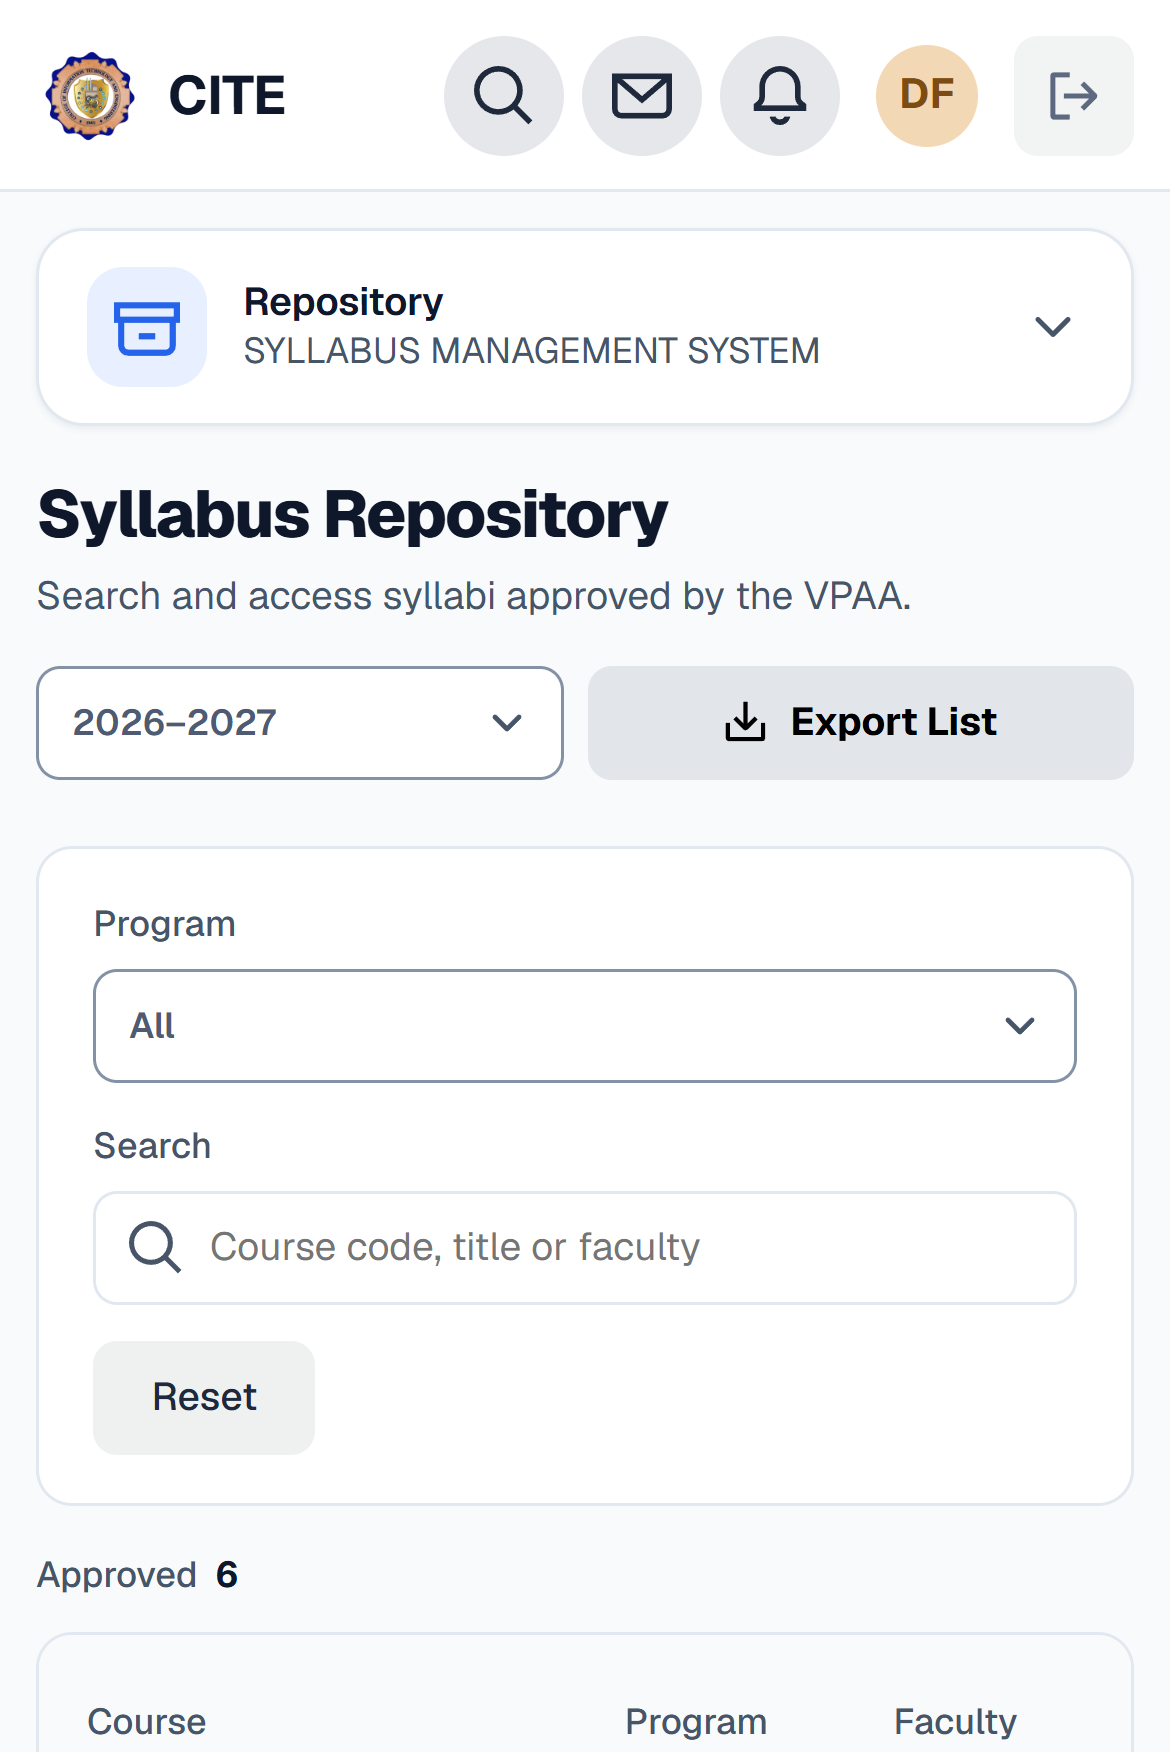 CITE
DF
Repository
SYLLABUS MANAGEMENT SYSTEM
Syllabus Repository
Search and access syllabi approved by the VPAA.
2026–2027
Export List
Program
All
Search
Course code, title or faculty
Reset
Approved 6
Course Program Faculty